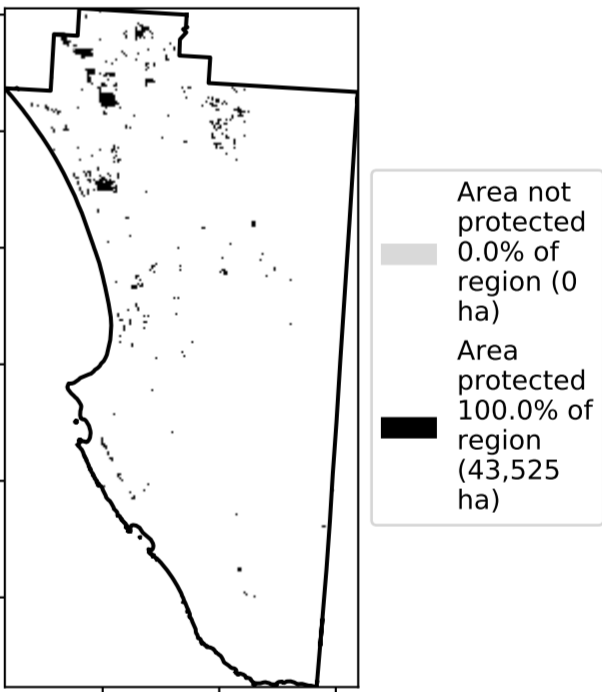 Area not
protected
0.0% of
region (0
ha)
Area
protected
100.0% of
region
(43,525
ha)